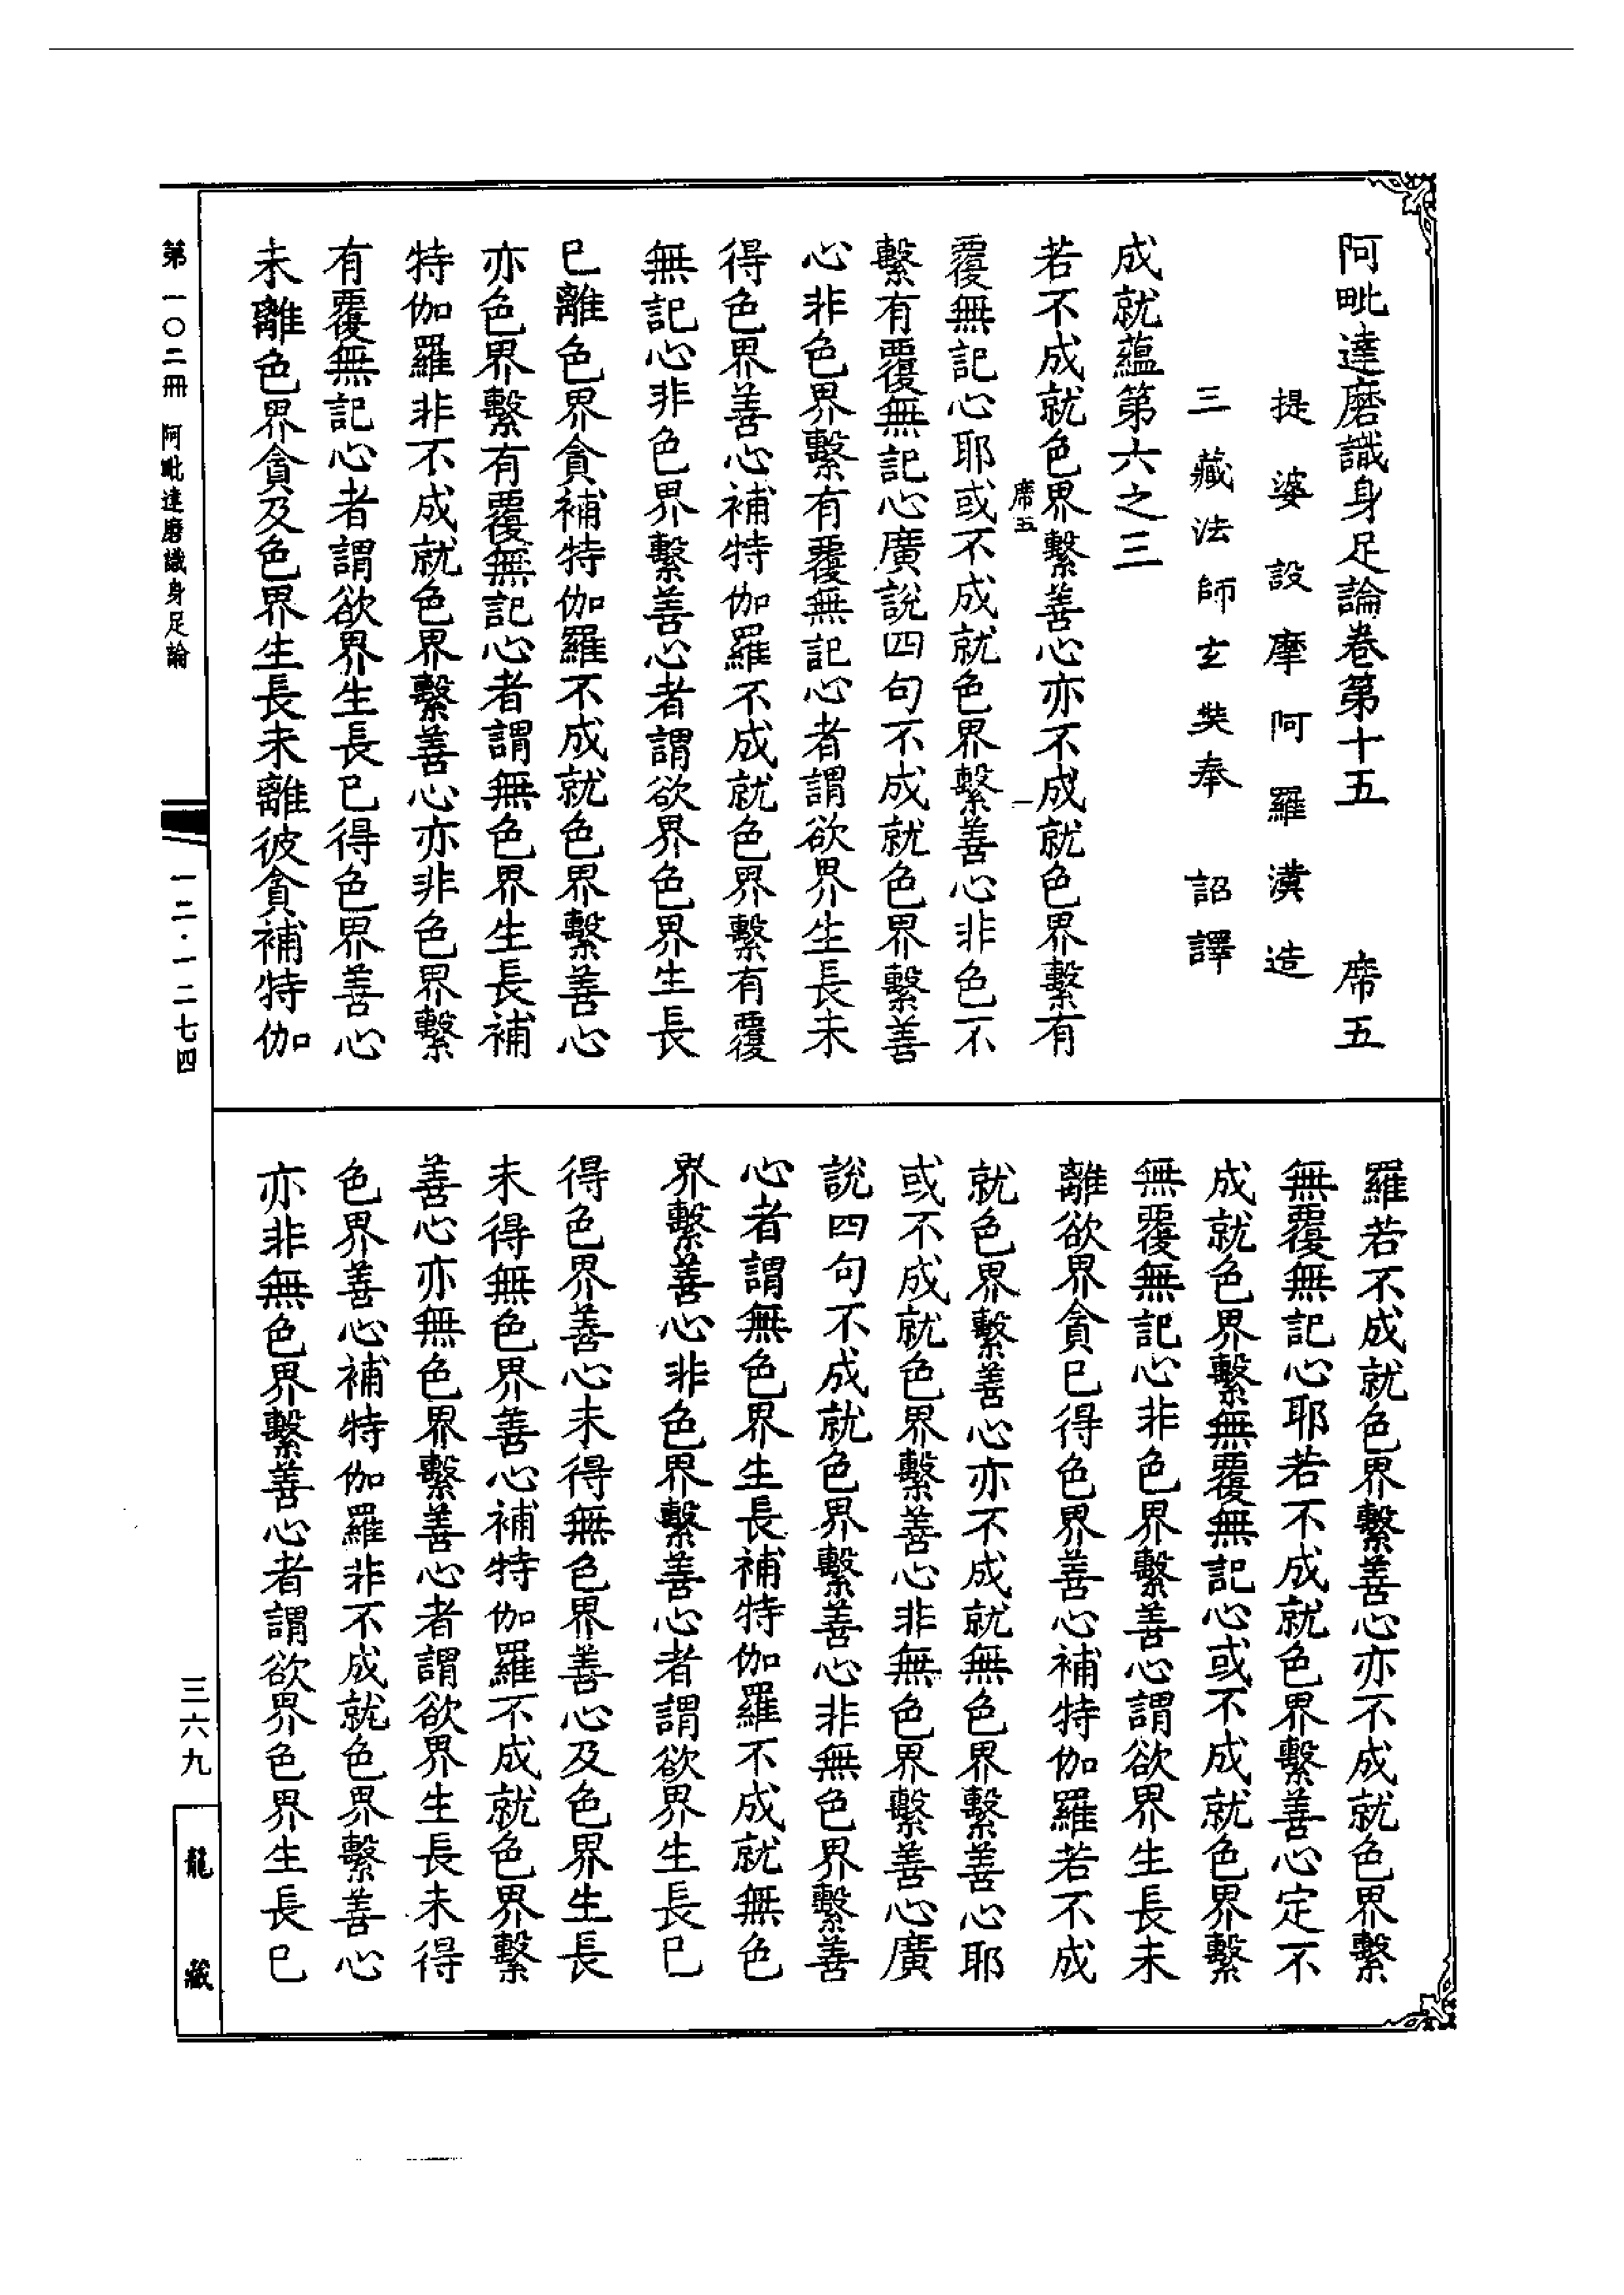 阿毗達磨識身足論卷第十五　席五
提婆設摩阿羅漢造
三藏法師玄奘奉　詔譯
成就蘊第六之三
若不成就色界繫善心亦不成就色界繫有
席五
一
覆無記心耶或不成就色界繫善心非色不
繫有覆無記心廣說四句不成就色界繫善
心非色界繫有覆無記心者謂欲界生長未
得色界善心補特伽羅不成就色界繫有覆
無記心非色界繫善心者謂欲界色界生長
已離色界貪補特伽羅不成就色界繫善心
亦色界繫有覆無記心者謂無色界生長補
特伽羅非不成就色界繫善心亦非色界繫
有覆無記心者謂欲界生長已得色界善心
未離色界貪及色界生長未離彼貪補特伽
羅若不成就色界繫善心亦不成就色界繫
無覆無記心耶若不成就色界繫善心定不
成就色界繫無覆無記心或不成就色界繫
無覆無記心非色界繫善心謂欲界生長未
離欲界貪已得色界善心補特伽羅若不成
就色界繫善心亦不成就無色界繫善心耶
或不成就色界繫善心非無色界繫善心廣
說四句不成就色界繫善心非無色界繫善
心者謂無色界生長補特伽羅不成就無色
界繫善心非色界繫善心者謂欲界生長已
得色界善心未得無色界善心及色界生長
未得無色界善心補特伽羅不成就色界繫
善心亦無色界繫善心者謂欲界生長未得
色界善心補特伽羅非不成就色界繫善心
亦非無色界繫善心者謂欲界色界生長已
第一〇二冊　阿毗達磨識身足論
一二·一二七四
三六九
龍藏